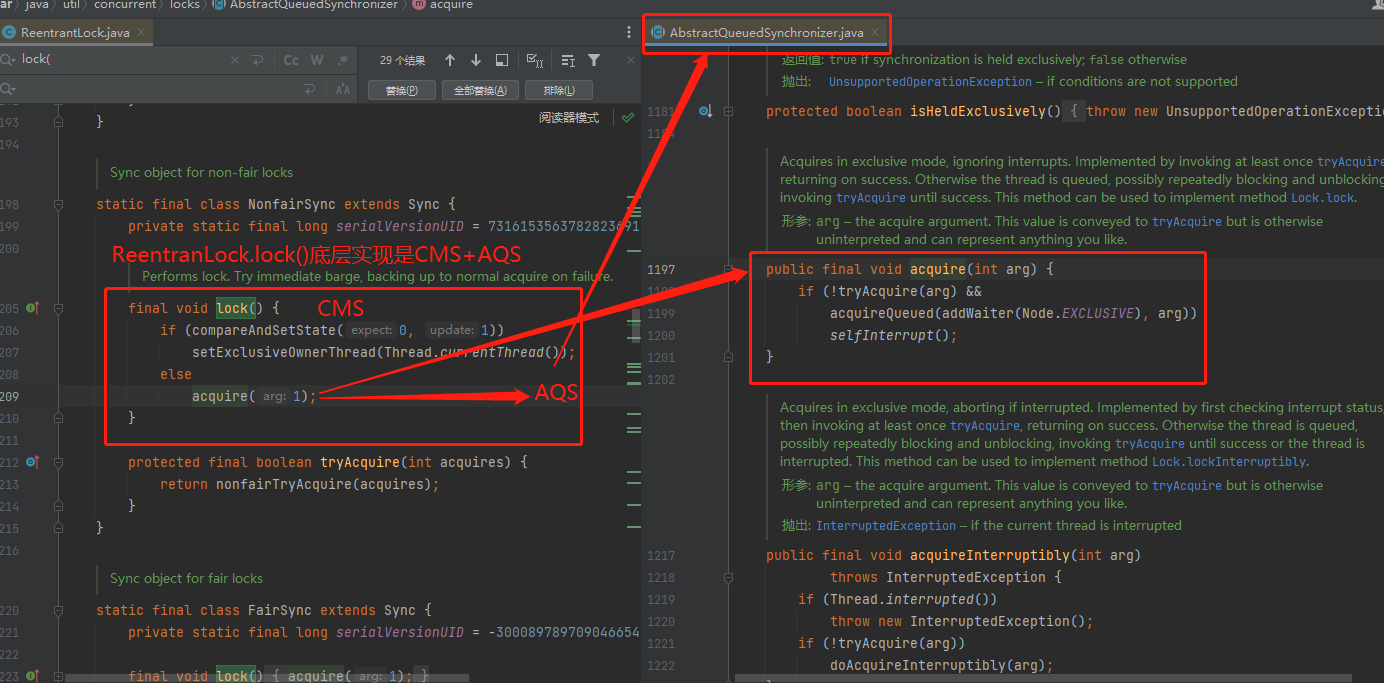 ar › java › util › concurrent › locks › AbstractQueuedSynchronizer › acquire
ReentrantLock.java ×
lock(
Cc W .*
29 个结果
替换(P) 全部替换(A) 排除(L)
阅读器模式
193 }
194
Sync object for non-fair locks
198 static final class NonfairSync extends Sync {
199 private static final long serialVersionUID = 7316153563782823691
200
ReentranLock.lock()底层实现是CMS+AQS
Performs lock. Try immediate barge, backing up to normal acquire on failure.
205 final void lock() { CMS
206 if (compareAndSetState( expect: 0, update: 1))
207 setExclusiveOwnerThread(Thread.currentThread());
208 else
209 acquire( arg: 1); AQS
210 }
211
212 protected final boolean tryAcquire(int acquires) {
213 return nonfairTryAcquire(acquires);
214 }
215 }
216
Sync object for fair locks
220 static final class FairSync extends Sync {
221 private static final long serialVersionUID = -300089789709046654
222
223 final void lock() { acquire( arg: 1); }
AbstractQueuedSynchronizer.java ×
返回值: true if synchronization is held exclusively; false otherwise
抛出: UnsupportedOperationException – if conditions are not supported
1181 protected boolean isHeldExclusively() { throw new UnsupportedOperationExceptio
1184
Acquires in exclusive mode, ignoring interrupts. Implemented by invoking at least once tryAcquire
returning on success. Otherwise the thread is queued, possibly repeatedly blocking and unblocking
invoking tryAcquire until success. This method can be used to implement method Lock.lock.
形参: arg – the acquire argument. This value is conveyed to tryAcquire but is otherwise
uninterpreted and can represent anything you like.
1197 public final void acquire(int arg) {
if (!tryAcquire(arg) &&
1199 acquireQueued(addWaiter(Node.EXCLUSIVE), arg))
1200 selfInterrupt();
1201 }
1202
Acquires in exclusive mode, aborting if interrupted. Implemented by first checking interrupt status,
then invoking at least once tryAcquire, returning on success. Otherwise the thread is queued,
possibly repeatedly blocking and unblocking, invoking tryAcquire until success or the thread is
interrupted. This method can be used to implement method Lock.lockInterruptibly.
形参: arg – the acquire argument. This value is conveyed to tryAcquire but is otherwise
uninterpreted and can represent anything you like.
抛出: InterruptedException – if the current thread is interrupted
1217 public final void acquireInterruptibly(int arg)
1218 throws InterruptedException {
1219 if (Thread.interrupted())
1220 throw new InterruptedException();
1221 if (!tryAcquire(arg))
1222 doAcquireInterruptibly(arg);